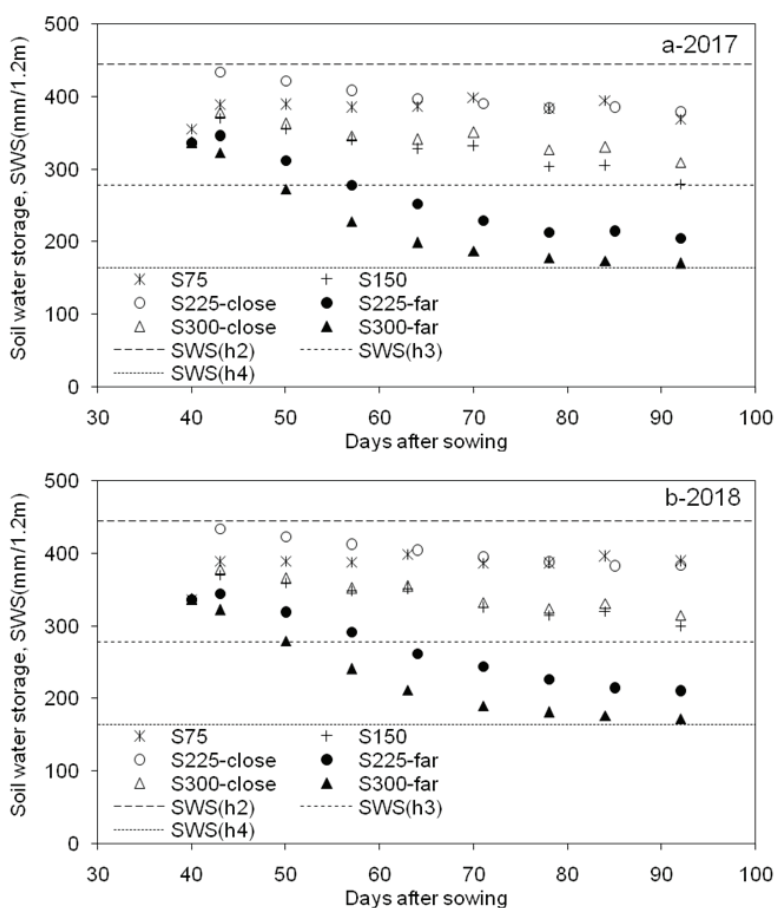 500
a-2017
400
300
200
100
0
Soil water storage, SWS(mm/1.2m)
S75 S150
S225-close S225-far
S300-close S300-far
SWS(h2) SWS(h3)
SWS(h4)
30 40 50 60 70 80 90 100
Days after sowing
500
b-2018
400
300
200
100
0
Soil water storage, SWS(mm/1.2m)
S75 S150
S225-close S225-far
S300-close S300-far
SWS(h2) SWS(h3)
SWS(h4)
30 40 50 60 70 80 90 100
Days after sowing